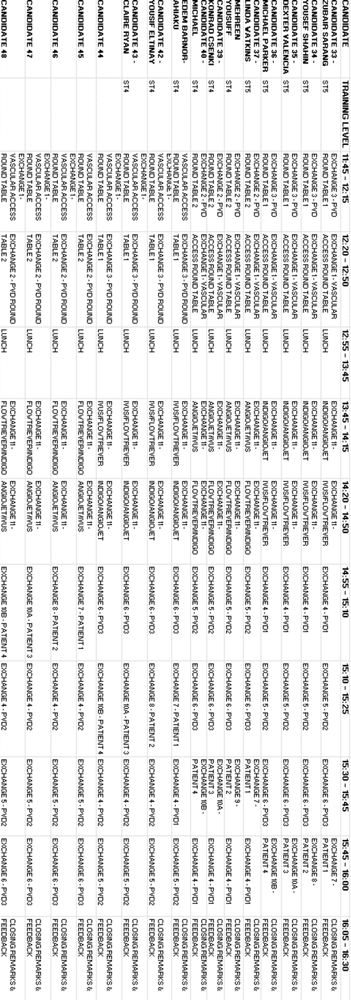 CANDIDATE TRAINING LEVEL 11:45 – 12:15 12:20 – 12:50 12:55 – 13:45 13:45 – 14:15 14:20 – 14:50 14:55 – 15:10 15:10 – 15:25 15:30 – 15:45 15:45 – 16:00 16:05 – 16:30
CANDIDATE 33 - EXCHANGE 3 - PVD EXCHANGE 1 - VASCULAR EXCHANGE 11 - EXCHANGE 11 - EXCHANGE 7 - CLOSING REMARKS &
ZUBAIR SARANG ST5 ROUND TABLE 1 ACCESS ROUND TABLE LUNCH INDIGO/ANGIOJET IVUS/FLOWTRIEVER EXCHANGE 4 - PVD1 EXCHANGE 5 - PVD2 EXCHANGE 6 - PVD3 PATIENT 1 FEEDBACK
CANDIDATE 34 - EXCHANGE 3 - PVD EXCHANGE 1 - VASCULAR EXCHANGE 11 - EXCHANGE 11 - EXCHANGE 8 - CLOSING REMARKS &
YOUSEF SHAHIN ST5 ROUND TABLE 1 ACCESS ROUND TABLE LUNCH INDIGO/ANGIOJET IVUS/FLOWTRIEVER EXCHANGE 4 - PVD1 EXCHANGE 5 - PVD2 EXCHANGE 6 - PVD3 PATIENT 2 FEEDBACK
CANDIDATE 35 - EXCHANGE 3 - PVD EXCHANGE 1 - VASCULAR EXCHANGE 11 - EXCHANGE 11 - EXCHANGE 10A - CLOSING REMARKS &
DEXTER VALENCIA ST5 ROUND TABLE 1 ACCESS ROUND TABLE LUNCH INDIGO/ANGIOJET IVUS/FLOWTRIEVER EXCHANGE 4 - PVD1 EXCHANGE 5 - PVD2 EXCHANGE 6 - PVD3 PATIENT 3 FEEDBACK
CANDIDATE 36 - EXCHANGE 3 - PVD EXCHANGE 1 - VASCULAR EXCHANGE 11 - EXCHANGE 11 - EXCHANGE 10B - CLOSING REMARKS &
MICHAEL PARKER ST5 ROUND TABLE 1 ACCESS ROUND TABLE LUNCH INDIGO/ANGIOJET IVUS/FLOWTRIEVER EXCHANGE 4 - PVD1 EXCHANGE 5 - PVD2 EXCHANGE 6 - PVD3 PATIENT 4 FEEDBACK
CANDIDATE 37 - EXCHANGE 2 - PVD EXCHANGE 1 - VASCULAR EXCHANGE 11 - EXCHANGE 11 - EXCHANGE 7 - CLOSING REMARKS &
LINDA WATKINS ST5 ROUND TABLE 2 ACCESS ROUND TABLE LUNCH ANGIOJET/IVUS FLOWTRIEVER/INDIGO EXCHANGE 5 - PVD2 EXCHANGE 6 - PVD3 PATIENT 1 EXCHANGE 4 - PVD1 FEEDBACK
MEHREEN EXCHANGE 2 - PVD EXCHANGE 1 - VASCULAR EXCHANGE 11 - EXCHANGE 11 - EXCHANGE 9 - CLOSING REMARKS &
YOUSUFF ST4 ROUND TABLE 2 ACCESS ROUND TABLE LUNCH ANGIOJET/IVUS FLOWTRIEVER/INDIGO EXCHANGE 5 - PVD2 EXCHANGE 6 - PVD3 PATIENT 2 EXCHANGE 4 - PVD1 FEEDBACK
CANDIDATE 39 - EXCHANGE 2 - PVD EXCHANGE 1 - VASCULAR EXCHANGE 11 - EXCHANGE 11 - EXCHANGE 10A - CLOSING REMARKS &
KONRAD CSENKI ST4 ROUND TABLE 2 ACCESS ROUND TABLE LUNCH ANGIOJET/IVUS FLOWTRIEVER/INDIGO EXCHANGE 5 - PVD2 EXCHANGE 6 - PVD3 PATIENT 3 EXCHANGE 4 - PVD1 FEEDBACK
CANDIDATE 40 - EXCHANGE 2 - PVD EXCHANGE 1 - VASCULAR EXCHANGE 11 - EXCHANGE 11 - EXCHANGE 10B - CLOSING REMARKS &
MICHAEL ST4 ROUND TABLE 2 ACCESS ROUND TABLE LUNCH ANGIOJET/IVUS FLOWTRIEVER/INDIGO EXCHANGE 5 - PVD2 EXCHANGE 6 - PVD3 PATIENT 4 EXCHANGE 4 - PVD1 FEEDBACK
EDEM BARNOR- VASCULAR ACCESS EXCHANGE 3 - PVD ROUND EXCHANGE 11 - EXCHANGE 11 - CLOSING REMARKS &
AHIAKU ST4 ROUND TABLE TABLE 1 LUNCH IVUS/FLOWTRIEVER INDIGO/ANGIOJET EXCHANGE 6 - PVD3 EXCHANGE 7 - PATIENT 1 EXCHANGE 4 - PVD1 EXCHANGE 5 - PVD2 FEEDBACK
EXCHANGE 1 -
CANDIDATE 42 - VASCULAR ACCESS EXCHANGE 3 - PVD ROUND EXCHANGE 11 - EXCHANGE 11 - CLOSING REMARKS &
YOUSIF ELTINAY ST4 ROUND TABLE TABLE 1 LUNCH IVUS/FLOWTRIEVER INDIGO/ANGIOJET EXCHANGE 6 - PVD3 EXCHANGE 8 - PATIENT 2 EXCHANGE 4 - PVD2 EXCHANGE 5 - PVD2 FEEDBACK
EXCHANGE 1 -
CANDIDATE 43 - VASCULAR ACCESS EXCHANGE 3 - PVD ROUND EXCHANGE 11 - EXCHANGE 11 - CLOSING REMARKS &
CLAIRE RYAN ST4 ROUND TABLE TABLE 1 LUNCH IVUS/FLOWTRIEVER INDIGO/ANGIOJET EXCHANGE 6 - PVD3 EXCHANGE 10A - PATIENT 3 EXCHANGE 4 - PVD2 EXCHANGE 5 - PVD2 FEEDBACK
EXCHANGE 1 -
VASCULAR ACCESS EXCHANGE 3 - PVD ROUND EXCHANGE 11 - EXCHANGE 11 - CLOSING REMARKS &
CANDIDATE 44 ROUND TABLE TABLE 1 LUNCH IVUS/FLOWTRIEVER INDIGO/ANGIOJET EXCHANGE 6 - PVD3 EXCHANGE 10B - PATIENT 4 EXCHANGE 4 - PVD2 EXCHANGE 5 - PVD2 FEEDBACK
VASCULAR ACCESS EXCHANGE 2 - PVD ROUND EXCHANGE 11 - EXCHANGE 11 - CLOSING REMARKS &
CANDIDATE 45 ROUND TABLE TABLE 2 LUNCH FLOWTRIEVER/INDIGO ANGIOJET/IVUS EXCHANGE 7 - PATIENT 1 EXCHANGE 4 - PVD2 EXCHANGE 5 - PVD2 EXCHANGE 6 - PVD3 FEEDBACK
EXCHANGE 1 -
VASCULAR ACCESS EXCHANGE 2 - PVD ROUND EXCHANGE 11 - EXCHANGE 11 - CLOSING REMARKS &
CANDIDATE 46 ROUND TABLE TABLE 2 LUNCH FLOWTRIEVER/INDIGO ANGIOJET/IVUS EXCHANGE 8 - PATIENT 2 EXCHANGE 4 - PVD2 EXCHANGE 5 - PVD2 EXCHANGE 6 - PVD3 FEEDBACK
EXCHANGE 1 -
VASCULAR ACCESS EXCHANGE 2 - PVD ROUND EXCHANGE 11 - EXCHANGE 11 - CLOSING REMARKS &
CANDIDATE 47 ROUND TABLE TABLE 2 LUNCH FLOWTRIEVER/INDIGO ANGIOJET/IVUS EXCHANGE 10A - PATIENT 3 EXCHANGE 4 - PVD2 EXCHANGE 5 - PVD2 EXCHANGE 6 - PVD3 FEEDBACK
EXCHANGE 1 -
VASCULAR ACCESS EXCHANGE 2 - PVD ROUND EXCHANGE 11 - EXCHANGE 11 - CLOSING REMARKS &
CANDIDATE 48 ROUND TABLE TABLE 2 LUNCH FLOWTRIEVER/INDIGO ANGIOJET/IVUS EXCHANGE 10B - PATIENT 4 EXCHANGE 4 - PVD2 EXCHANGE 5 - PVD2 EXCHANGE 6 - PVD3 FEEDBACK